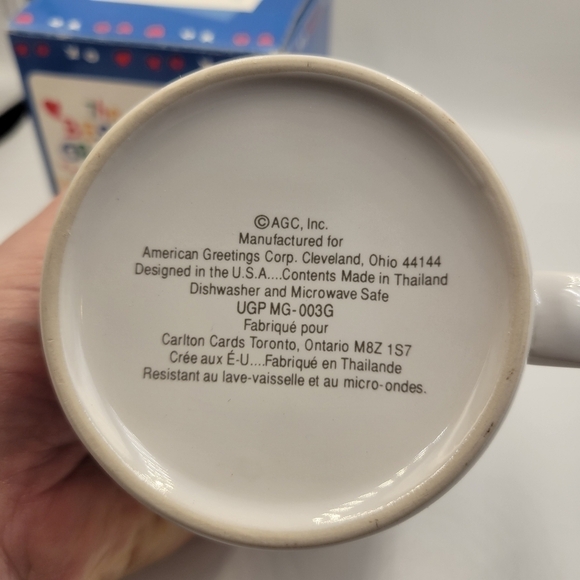 The
©AGC, Inc.
Manufactured for
American Greetings Corp. Cleveland, Ohio 44144
Designed in the U.S.A....Contents Made in Thailand
Dishwasher and Microwave Safe
UGP MG-003G
Fabriqué pour
Carlton Cards Toronto, Ontario M8Z 1S7
Crée aux É-U....Fabriqué en Thailande
Resistant au lave-vaisselle et au micro-ondes.